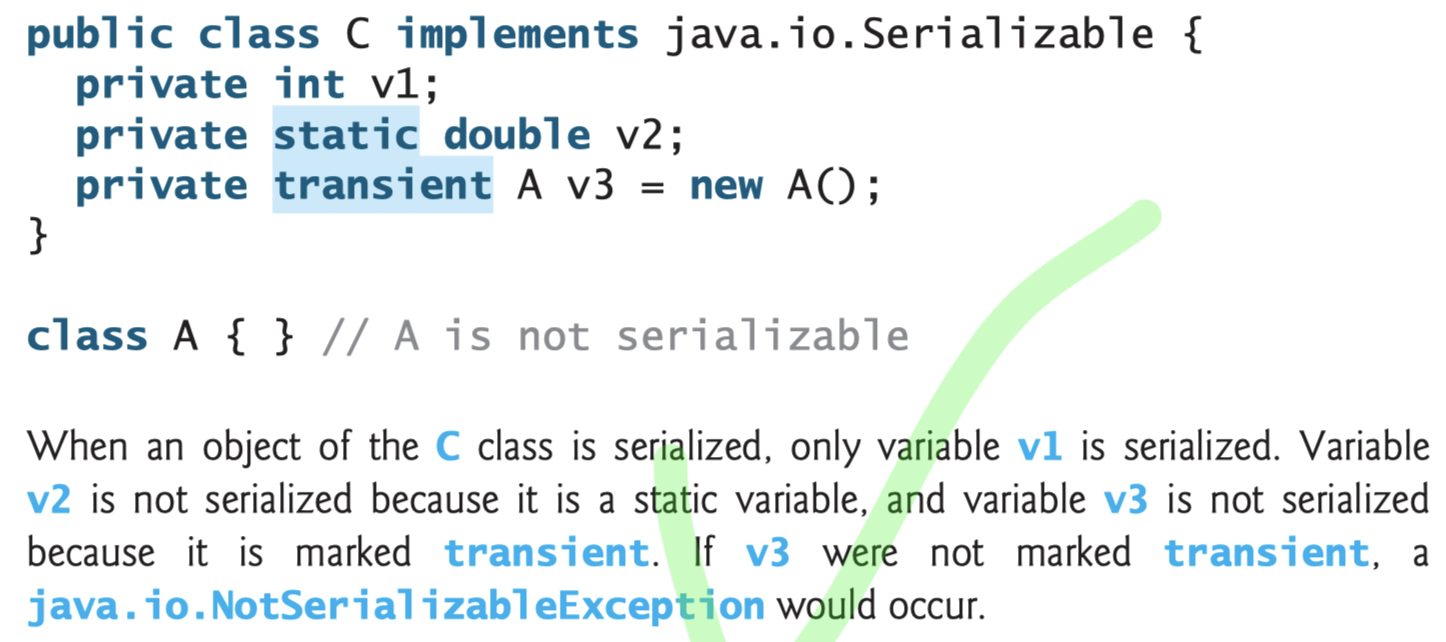 public class C implements java.io.Serializable {
private int v1;
private static double v2;
private transient A v3 = new A();
}
class A { } // A is not serializable
When an object of the C class is serialized, only variable v1 is serialized. Variable
v2 is not serialized because it is a static variable, and variable v3 is not serialized
because it is marked transient. If v3 were not marked transient, a
java.io.NotSerializableException would occur.